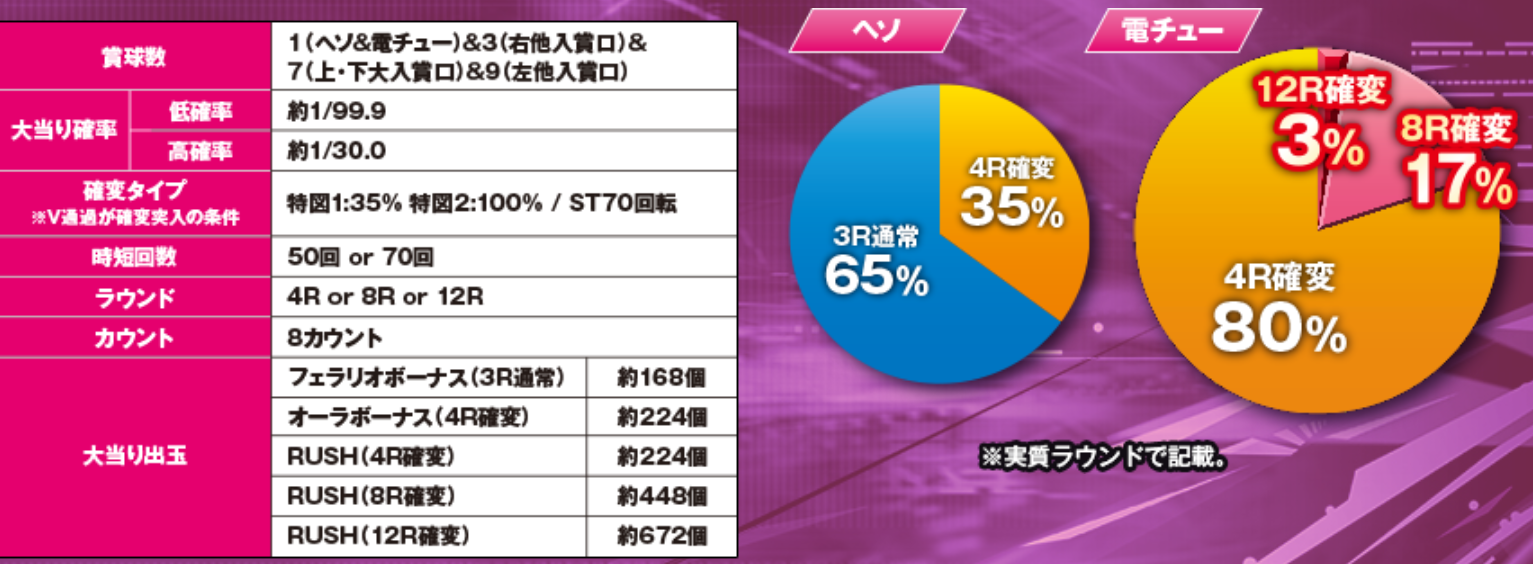 賞球数
1(ヘソ&電チュー)&3(右他入賞口)&
7(上・下大入賞口)&9(左他入賞口)
大当り確率
低確率
約1/99.9
高確率
約1/30.0
確変タイプ
※V通過が確変突入の条件
特図1:35% 特図2:100% / ST70回転
時短回数
50回 or 70回
ラウンド
4R or 8R or 12R
カウント
8カウント
大当り出玉
フェラリオボーナス(3R通常)
約168個
オーラボーナス(4R確変)
約224個
RUSH(4R確変)
約224個
RUSH(8R確変)
約448個
RUSH(12R確変)
約672個
ヘソ
4R確変
35%
3R通常
65%
電チュー
12R確変
3%
8R確変
17%
4R確変
80%
※実質ラウンドで記載。